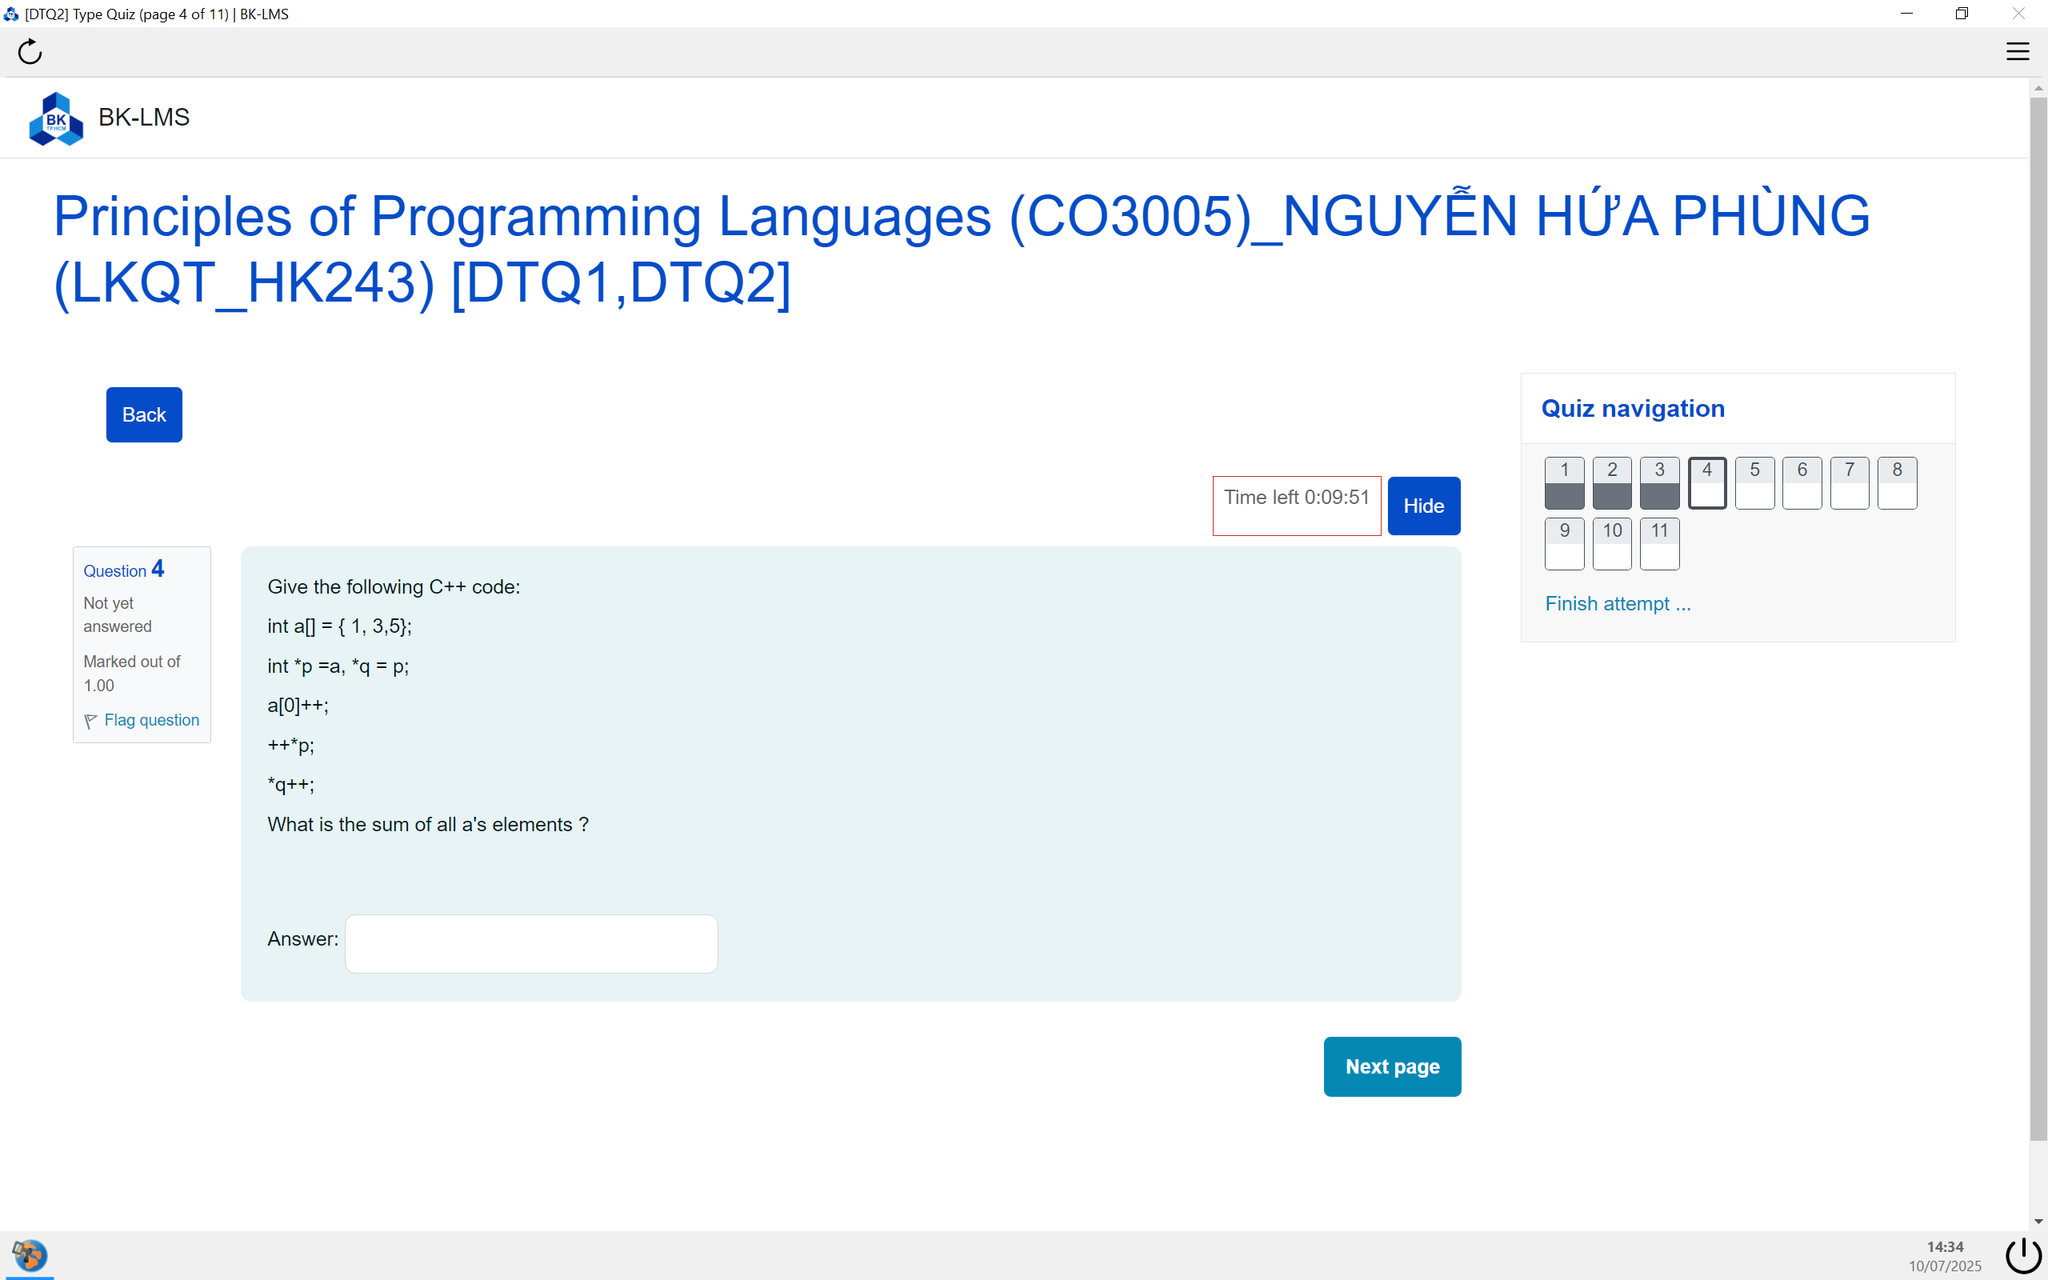 [DTQ2] Type Quiz (page 4 of 11) | BK-LMS
BK
TP.HCM
BK-LMS
Principles of Programming Languages (CO3005)_NGUYỄN HỨA PHÙNG
(LKQT_HK243) [DTQ1,DTQ2]
Back
Time left 0:09:51
Hide
Question 4
Not yet
answered
Marked out of
1.00
Flag question
Give the following C++ code:
int a[] = { 1, 3,5};
int *p =a, *q = p;
a[0]++;
++*p;
*q++;
What is the sum of all a's elements ?
Answer:
Next page
Quiz navigation
1 2 3 4 5 6 7 8
9 10 11
Finish attempt ...
14:34
10/07/2025